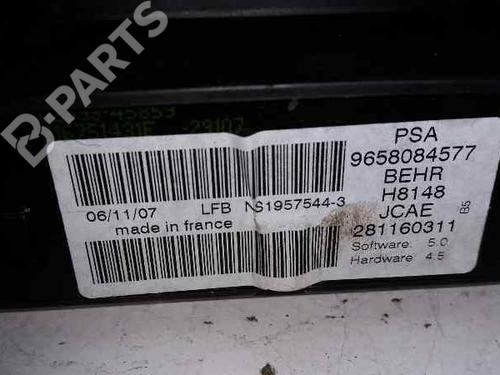 B-PARTS
PSA
9658084577
BEHR
H8148
JCAE
281160311
B5
Software: 5.0
Hardware: 4.5
06/11/07 LFB NS1957544-3
made in france